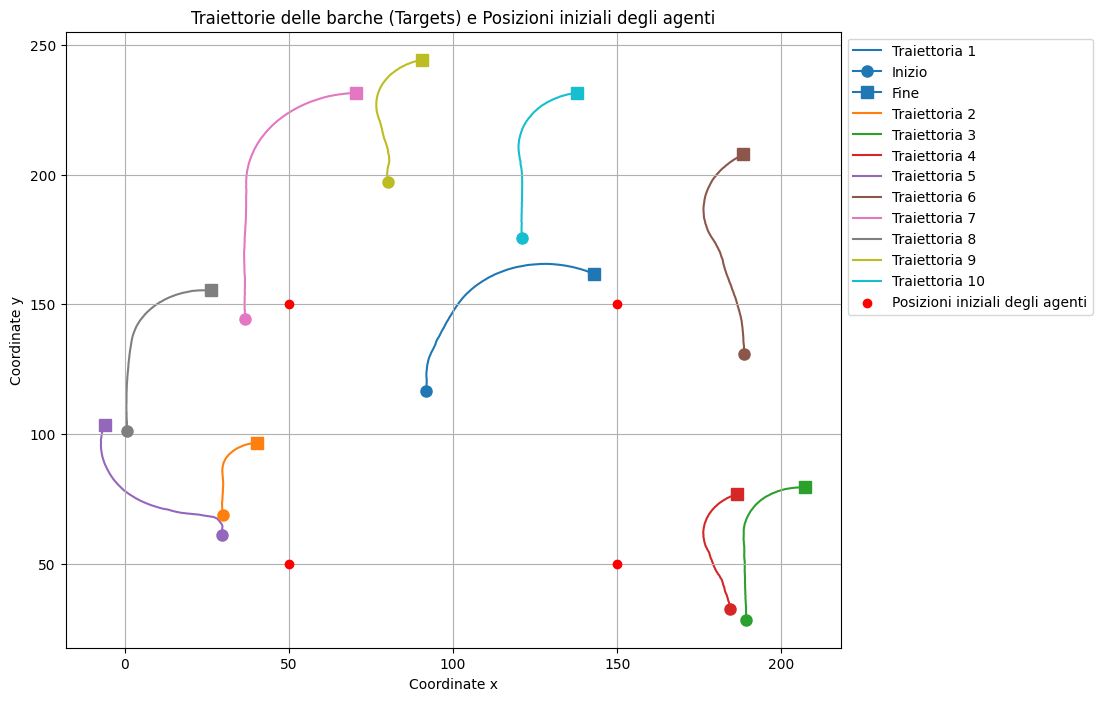 Traiettorie delle barche (Targets) e Posizioni iniziali degli agenti
250
200
150
100
50
Coordinate y
0
50
100
150
200
Coordinate x
Traiettoria 1
Inizio
Fine
Traiettoria 2
Traiettoria 3
Traiettoria 4
Traiettoria 5
Traiettoria 6
Traiettoria 7
Traiettoria 8
Traiettoria 9
Traiettoria 10
Posizioni iniziali degli agenti